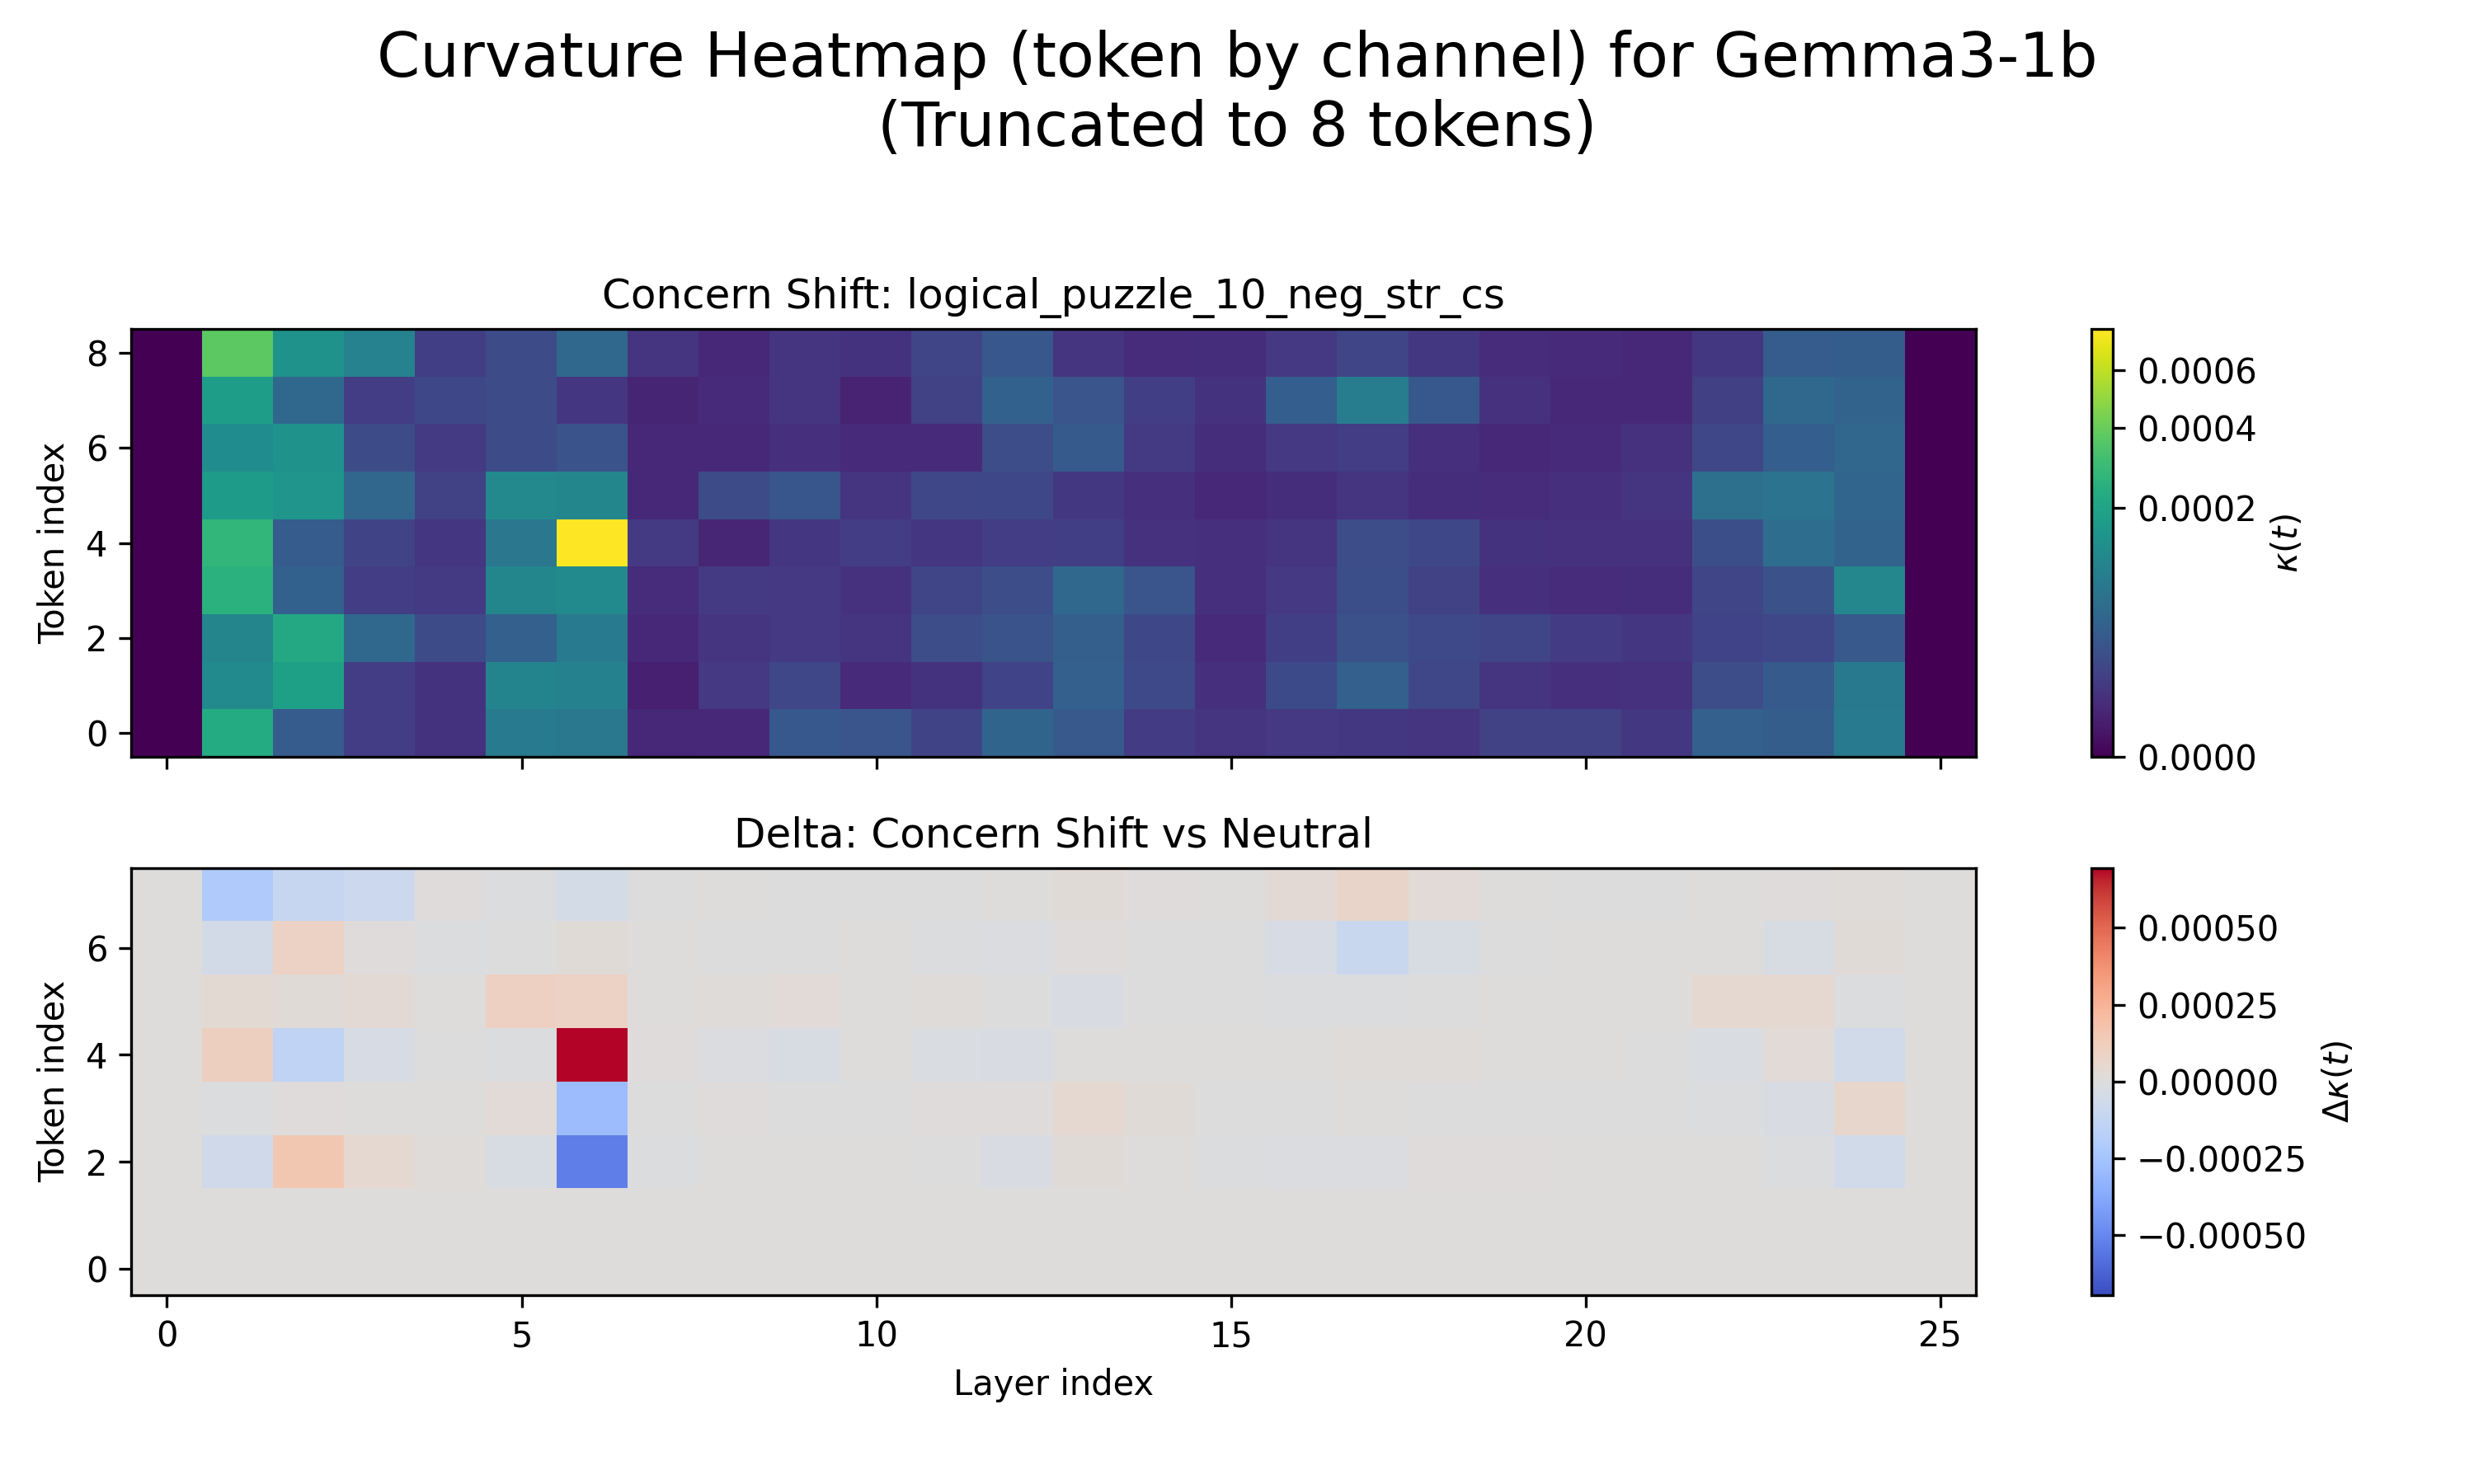 Curvature Heatmap (token by channel) for Gemma3-1b
(Truncated to 8 tokens)
Concern Shift: logical_puzzle_10_neg_str_cs
8
6
4
2
0
Token index
0.0006
0.0004
0.0002
0.0000
κ(t)
Delta: Concern Shift vs Neutral
6
4
2
0
Token index
0 5 10 15 20 25
Layer index
0.00050
0.00025
0.00000
−0.00025
−0.00050
Δκ(t)